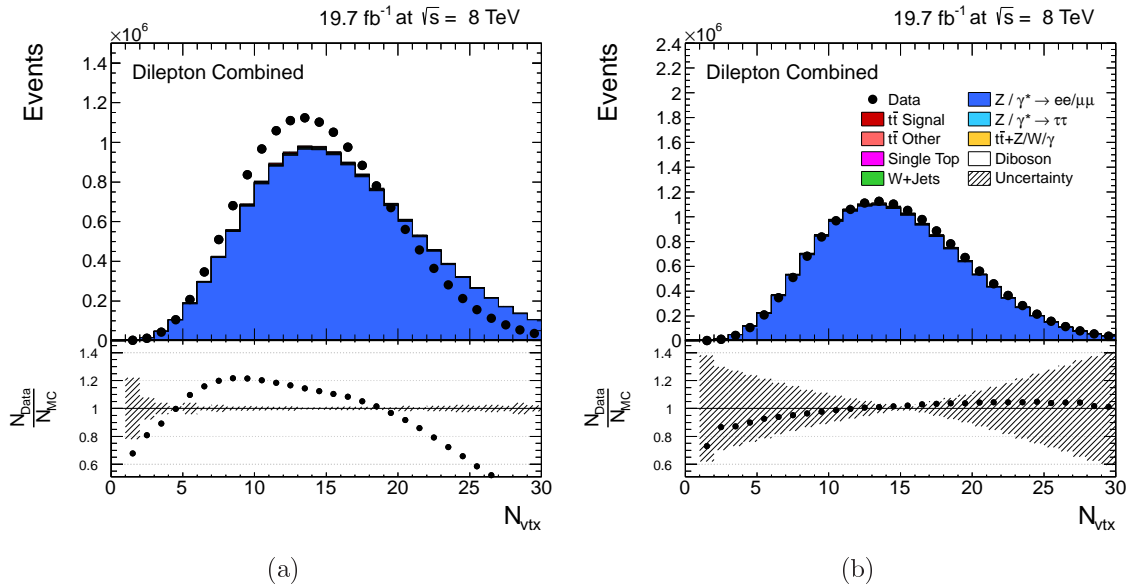 19.7 fb⁻¹ at √s = 8 TeV
×10⁶
Events
Dilepton Combined
1.4
1.2
1
0.8
0.6
0.4
0.2
0
N_Data
N_MC
1.4
1.2
1
0.8
0.6
0 5 10 15 20 25 30
N_vtx
(a)
19.7 fb⁻¹ at √s = 8 TeV
×10⁶
Events
Dilepton Combined
2.4
2.2
2
1.8
1.6
1.4
1.2
1
0.8
0.6
0.4
0.2
0
Data
tt̄ Signal
tt̄ Other
Single Top
W+Jets
Z / γ* → ee/μμ
Z / γ* → ττ
tt̄+Z/W/γ
Diboson
Uncertainty
N_Data
N_MC
1.4
1.2
1
0.8
0.6
0 5 10 15 20 25 30
N_vtx
(b)